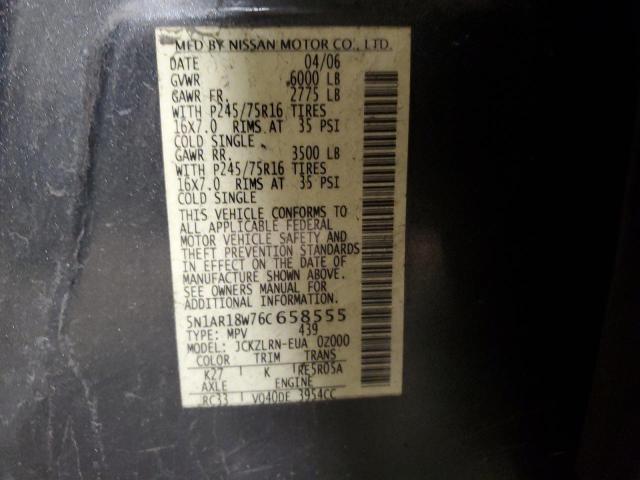 MFD BY NISSAN MOTOR CO., LTD.
DATE 04/06
GVWR 6000 LB
GAWR FR. 2775 LB
WITH P245/75R16 TIRES
16X7.0 RIMS AT 35 PSI
COLD SINGLE
GAWR RR. 3500 LB
WITH P245/75R16 TIRES
16X7.0 RIMS AT 35 PSI
COLD SINGLE
THIS VEHICLE CONFORMS TO
ALL APPLICABLE FEDERAL
MOTOR VEHICLE SAFETY AND
THEFT PREVENTION STANDARDS
IN EFFECT ON THE DATE OF
MANUFACTURE SHOWN ABOVE.
SEE OWNERS MANUAL FOR
ADDITIONAL INFORMATION.
5N1AR18W76C658555
TYPE: MPV 439
MODEL: JCKZLRN-EUA 0Z000
COLOR TRIM TRANS
K27 K RE5R05A
AXLE ENGINE
RC33 VQ40DE 3954CC